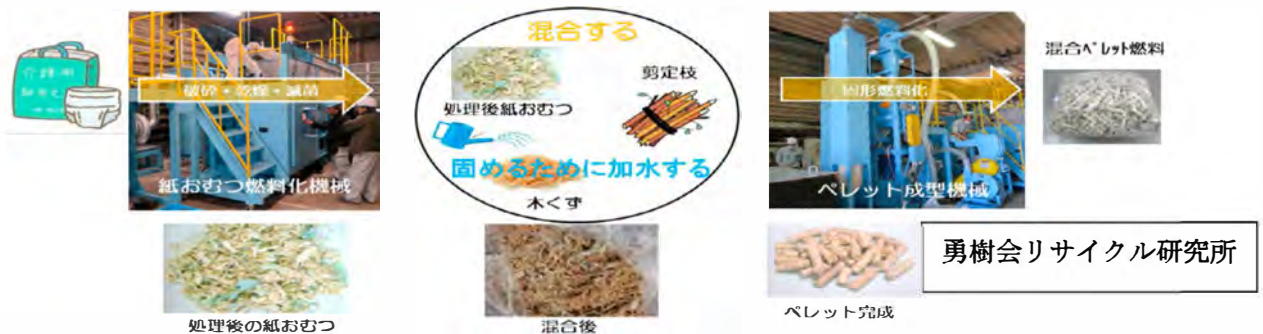 介護用
破砕・乾燥・滅菌
紙おむつ燃料化機械
処理後の紙おむつ
混合する
処理後紙おむつ
剪定枝
固めるために加水する
木くず
混合後
固形燃料化
ペレット成型機械
混合ペレット燃料
ペレット完成
勇樹会リサイクル研究所